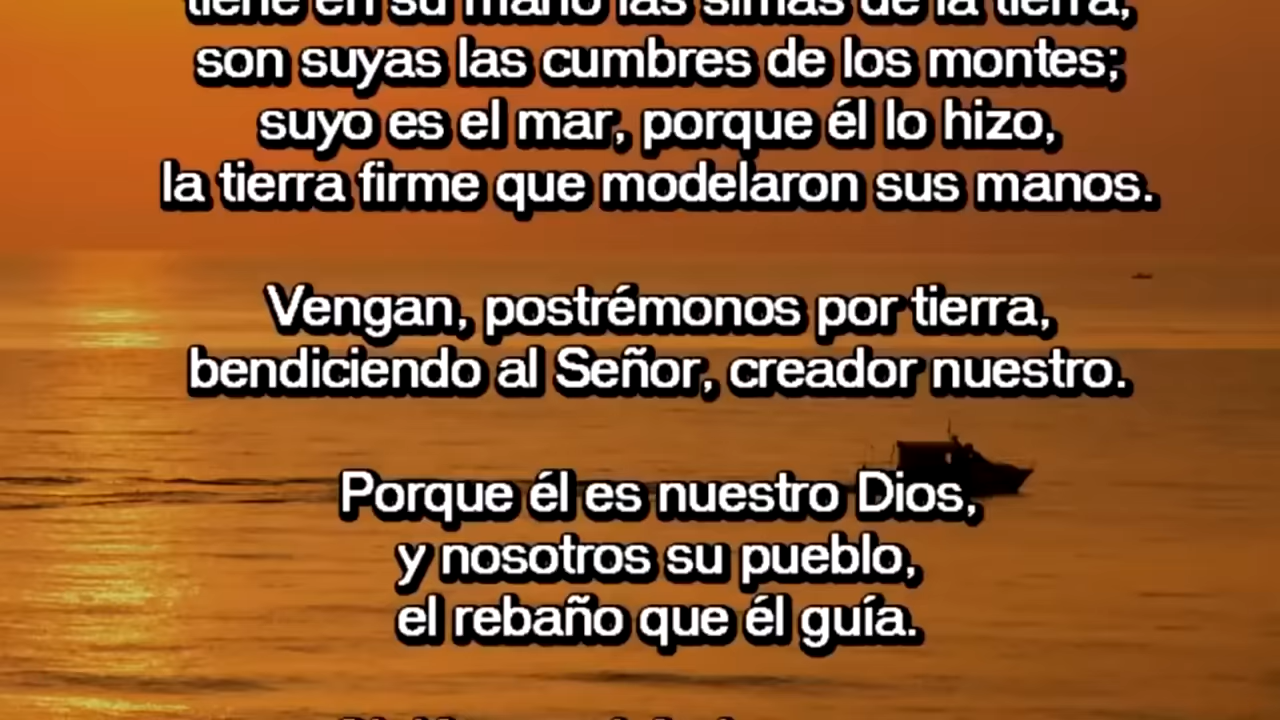 tiene en su mano las simas de la tierra,
son suyas las cumbres de los montes;
suyo es el mar, porque él lo hizo,
la tierra firme que modelaron sus manos.
Vengan, postrémonos por tierra,
bendiciendo al Señor, creador nuestro.
Porque él es nuestro Dios,
y nosotros su pueblo,
el rebaño que él guía.